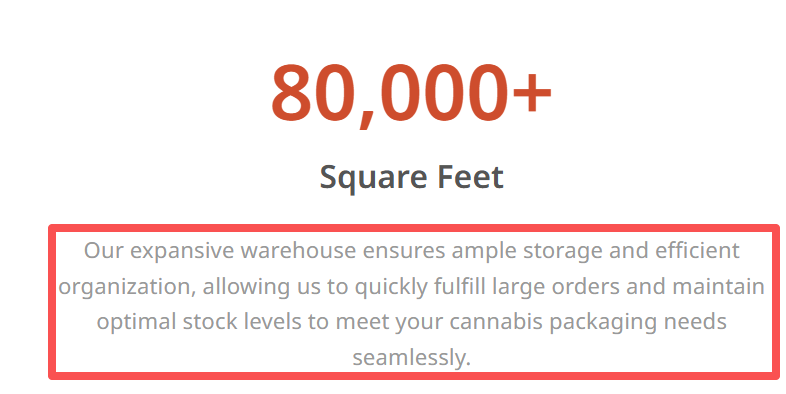 80,000+
Square Feet
Our expansive warehouse ensures ample storage and efficient
organization, allowing us to quickly fulfill large orders and maintain
optimal stock levels to meet your cannabis packaging needs
seamlessly.